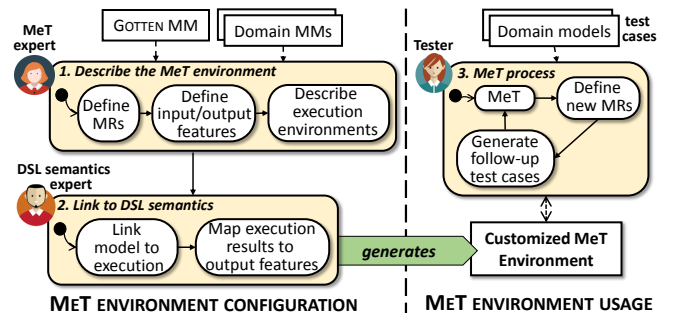 MeT
expert
GOTTEN MM
Domain MMs
1. Describe the MeT environment
Define
MRs
Define
input/output
features
Describe
execution
environments
DSL semantics
expert
2. Link to DSL semantics
Link
model to
execution
Map execution
results to
output features
generates
MET ENVIRONMENT CONFIGURATION
Domain models
test
cases
Tester
3. MeT process
MeT
Define
new MRs
Generate
follow-up
test cases
Customized MeT
Environment
MET ENVIRONMENT USAGE